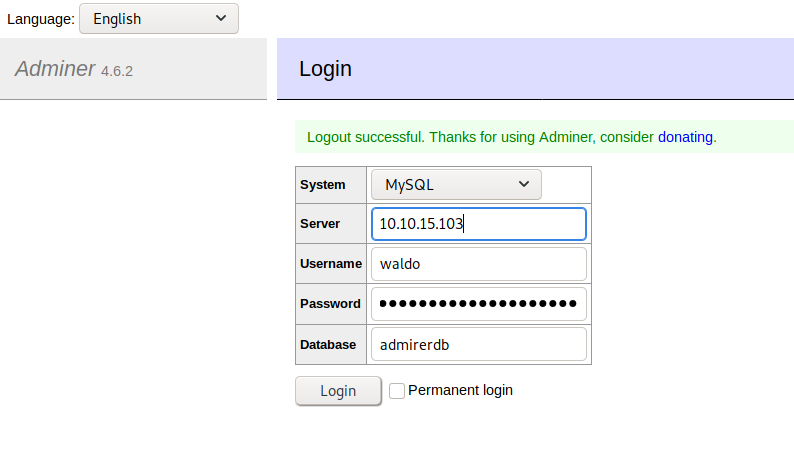 Language: English
Adminer 4.6.2
Login
Logout successful. Thanks for using Adminer, consider donating.
System MySQL
Server 10.10.15.103
Username waldo
Password ●●●●●●●●●●●●●●●●●●●●
Database admirerdb
Login Permanent login